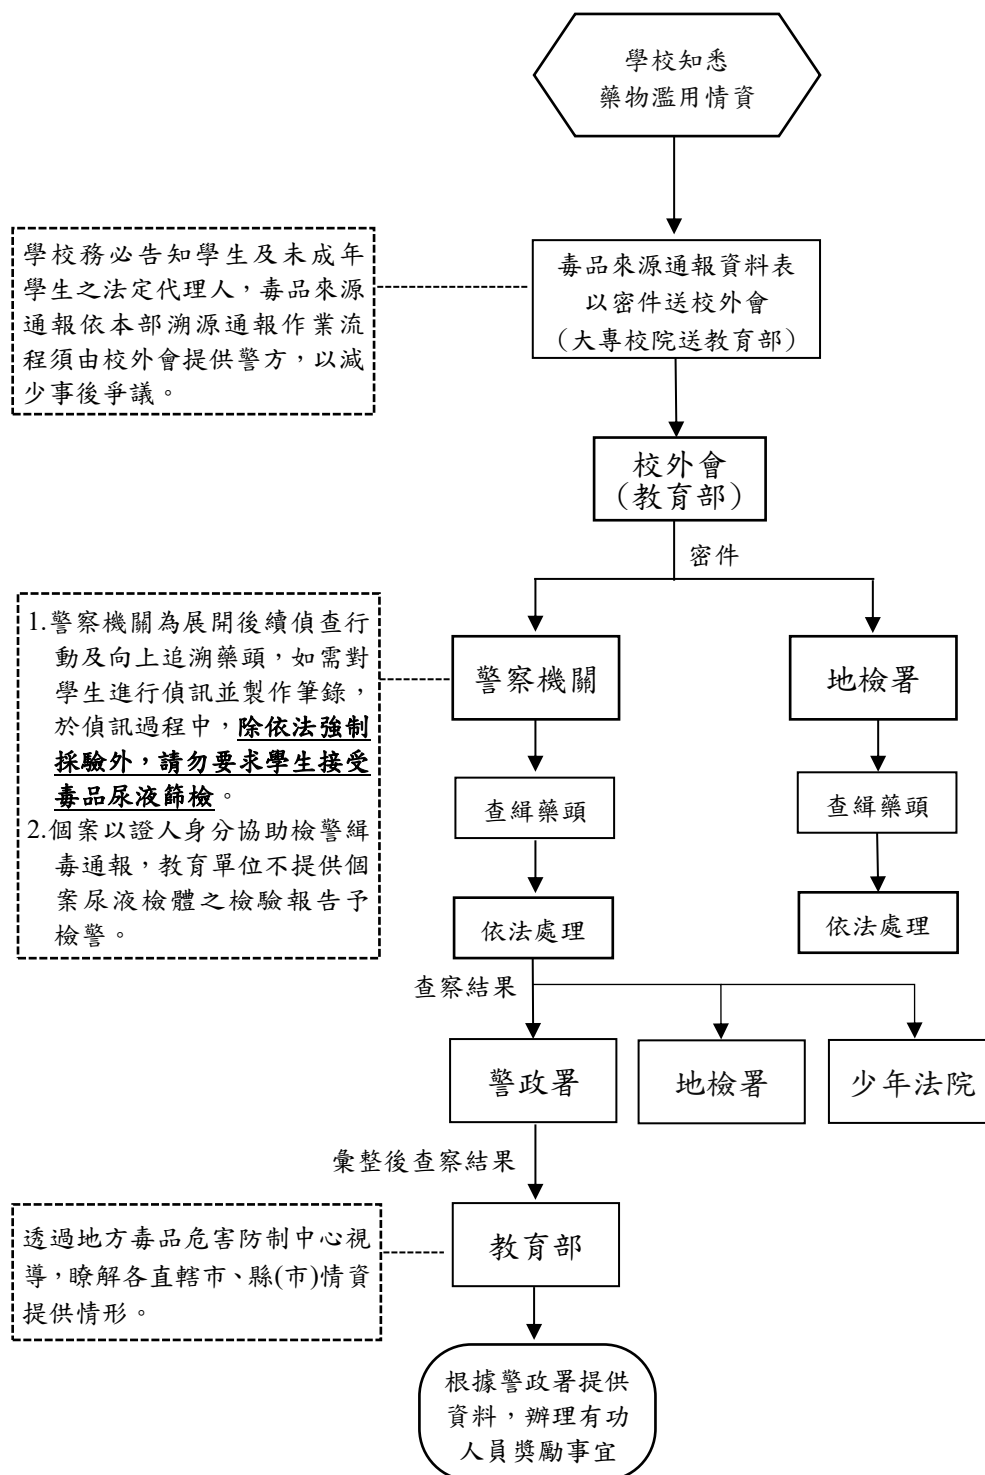 學校知悉
藥物濫用情資
學校務必告知學生及未成年
學生之法定代理人，毒品來源
通報依本部溯源通報作業流
程須由校外會提供警方，以減
少事後爭議。
毒品來源通報資料表
以密件送校外會
（大專校院送教育部）
校外會
（教育部）
密件
1.警察機關為展開後續偵查行
動及向上追溯藥頭，如需對
學生進行偵訊並製作筆錄，
於偵訊過程中，除依法強制
採驗外，請勿要求學生接受
毒品尿液篩檢。
2.個案以證人身分協助檢警緝
毒通報，教育單位不提供個
案尿液檢體之檢驗報告予
檢警。
警察機關
地檢署
查緝藥頭
查緝藥頭
依法處理
依法處理
查察結果
警政署
地檢署
少年法院
彙整後查察結果
透過地方毒品危害防制中心視
導，瞭解各直轄市、縣(市)情資
提供情形。
教育部
根據警政署提供
資料，辦理有功
人員獎勵事宜